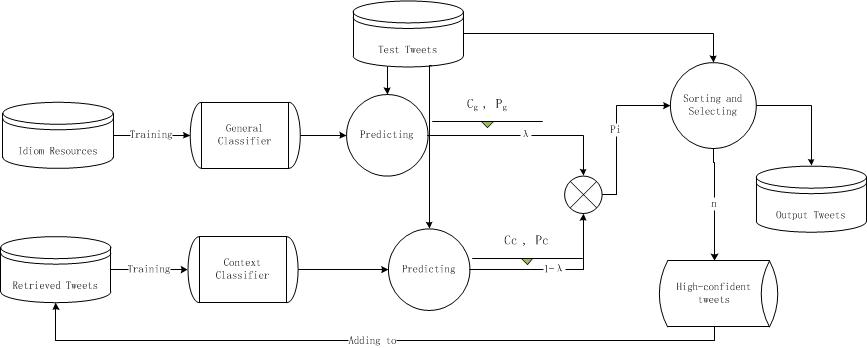 Test Tweets
C_g , P_g
Sorting and
Selecting
Idiom Resources
Training
General
Classifier
Predicting
λ
Pi
Output Tweets
n
Retrieved Tweets
Training
Context
Classifier
Predicting
Cc , Pc
1-λ
High-confident
tweets
Adding to